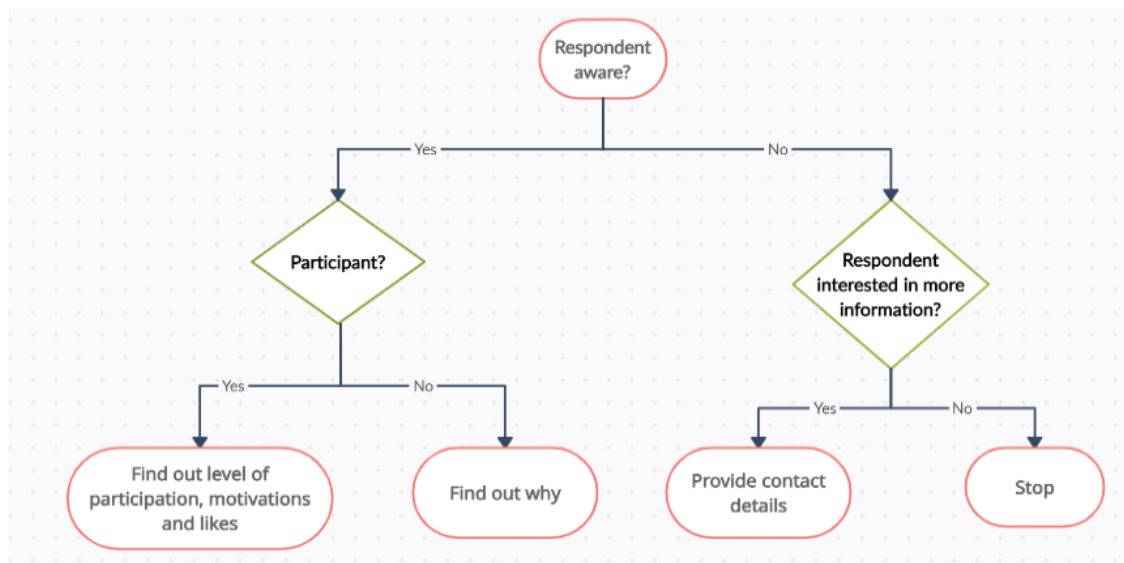 Respondent
aware?
Yes
No
Participant?
Respondent
interested in more
information?
Yes
No
Yes
No
Find out level of
participation, motivations
and likes
Find out why
Provide contact
details
Stop